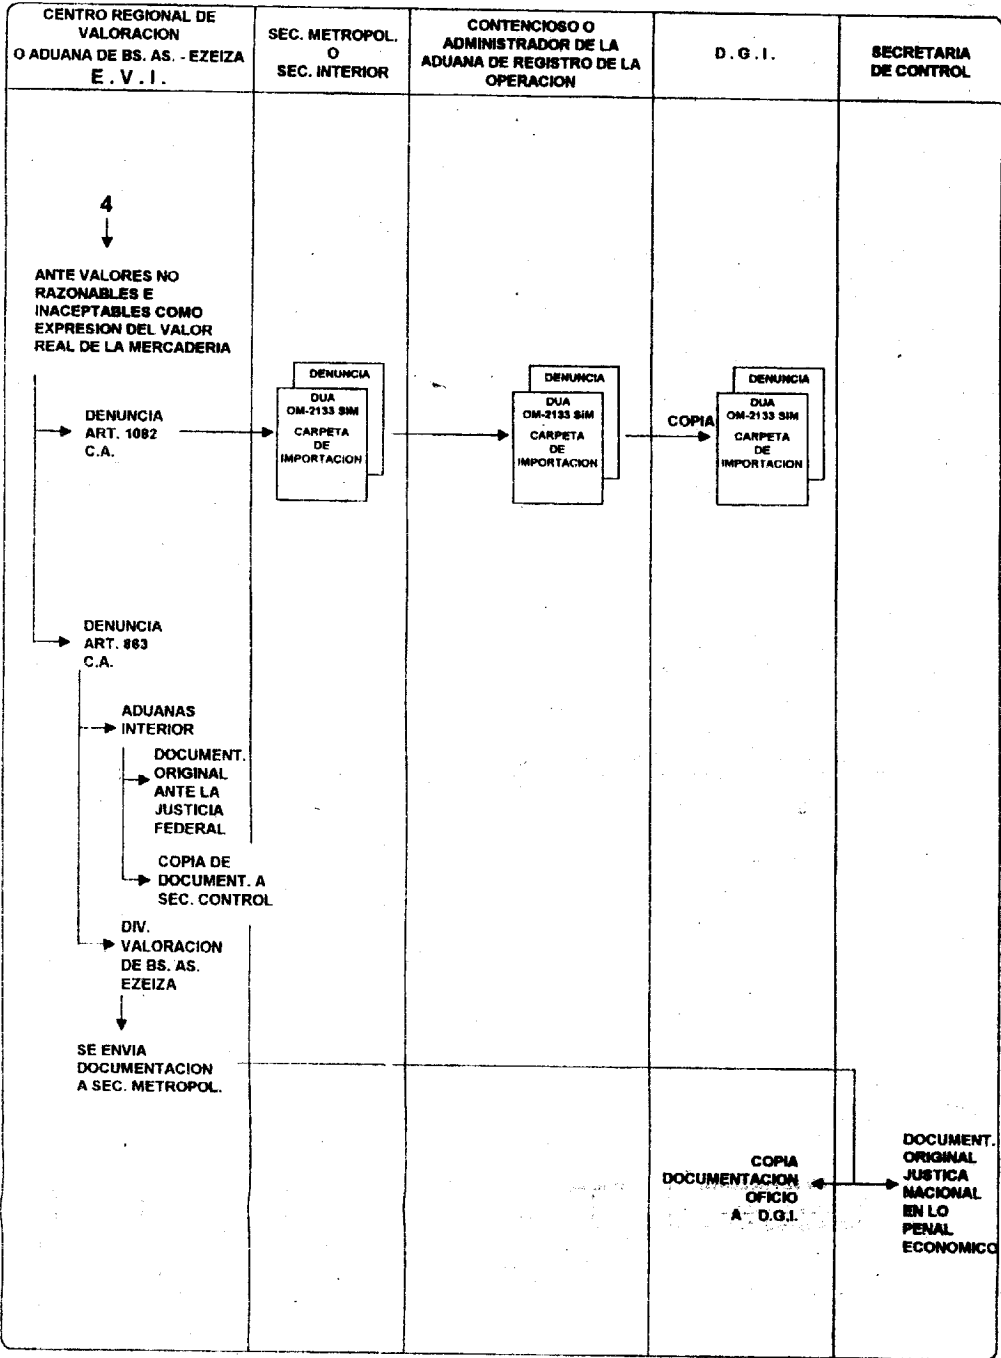 CENTRO REGIONAL DE
VALORACION
O ADUANA DE BS. AS. - EZEIZA
E.V.I.
SEC. METROPOL.
O
SEC. INTERIOR
CONTENCIOSO O
ADMINISTRADOR DE LA
ADUANA DE REGISTRO DE LA
OPERACION
D.G.I.
SECRETARIA
DE CONTROL
4
ANTE VALORES NO
RAZONABLES E
INACEPTABLES COMO
EXPRESION DEL VALOR
REAL DE LA MERCADERIA
DENUNCIA
ART. 1082
C.A.
DENUNCIA
DUA
OM-2133 SIM
CARPETA
DE
IMPORTACION
DENUNCIA
DUA
OM-2133 SIM
CARPETA
DE
IMPORTACION
COPIA
DENUNCIA
DUA
OM-2133 SIM
CARPETA
DE
IMPORTACION
DENUNCIA
ART. 863
C.A.
ADUANAS
INTERIOR
DOCUMENT.
ORIGINAL
ANTE LA
JUSTICIA
FEDERAL
COPIA DE
DOCUMENT. A
SEC. CONTROL
DIV.
VALORACION
DE BS. AS.
EZEIZA
SE ENVIA
DOCUMENTACION
A SEC. METROPOL.
COPIA
DOCUMENTACION
OFICIO
A D.G.I.
DOCUMENT.
ORIGINAL
JUSTICA
NACIONAL
EN LO
PENAL
ECONOMICO